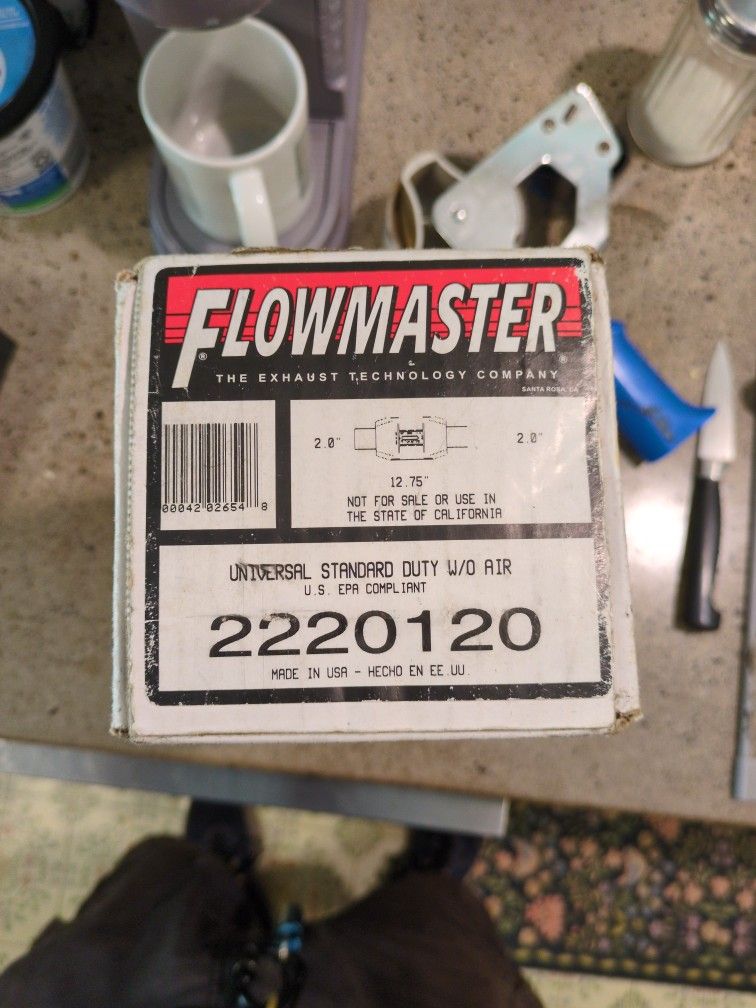 FLOWMASTER
®
®
THE EXHAUST TECHNOLOGY COMPANY
SANTA ROSA, CA
2.0" 2.0"
12.75"
NOT FOR SALE OR USE IN
THE STATE OF CALIFORNIA
00042 02654 8
UNIVERSAL STANDARD DUTY W/O AIR
U.S. EPA COMPLIANT
2220120
MADE IN USA - HECHO EN EE.UU.